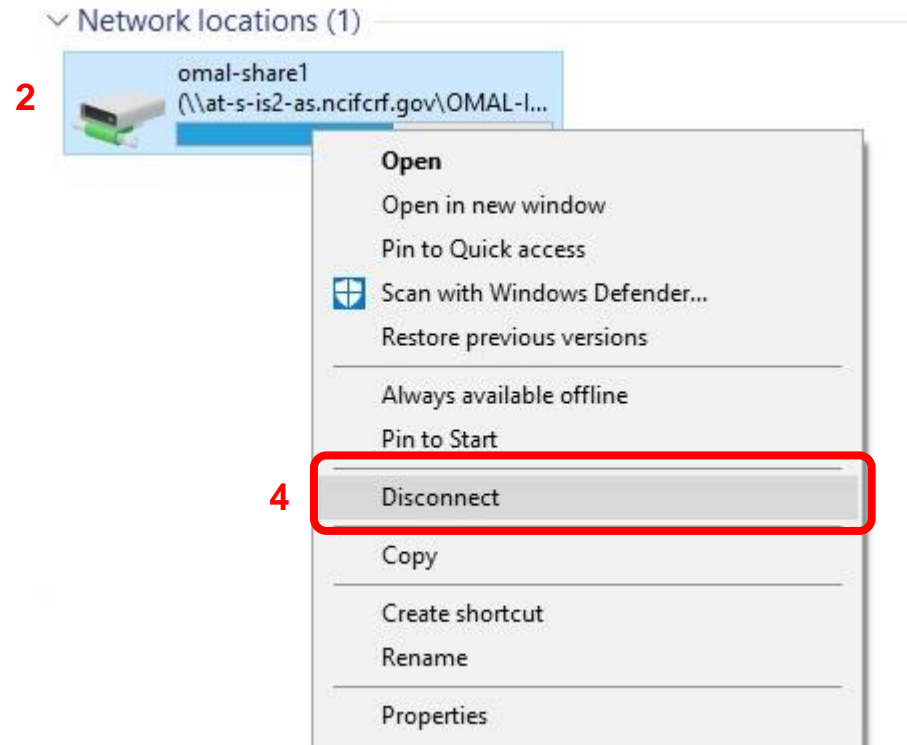 Network locations (1)
2
omal-share1
(\\at-s-is2-as.ncifcrf.gov\OMAL-I...
Open
Open in new window
Pin to Quick access
Scan with Windows Defender...
Restore previous versions
Always available offline
Pin to Start
4
Disconnect
Copy
Create shortcut
Rename
Properties